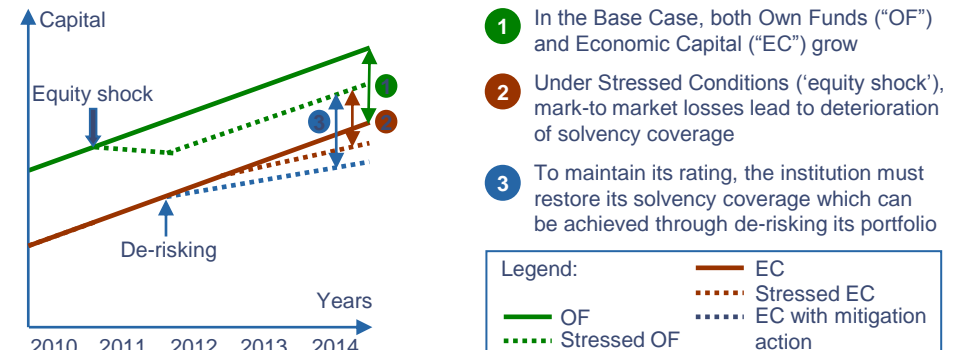 Capital
Equity shock
1
3
2
De-risking
Years
2010 2011 2012 2013 2014
1 In the Base Case, both Own Funds (“OF”)
and Economic Capital (“EC”) grow
2 Under Stressed Conditions (‘equity shock’),
mark-to market losses lead to deterioration
of solvency coverage
3 To maintain its rating, the institution must
restore its solvency coverage which can
be achieved through de-risking its portfolio
Legend:
OF
Stressed OF
EC
Stressed EC
EC with mitigation
action